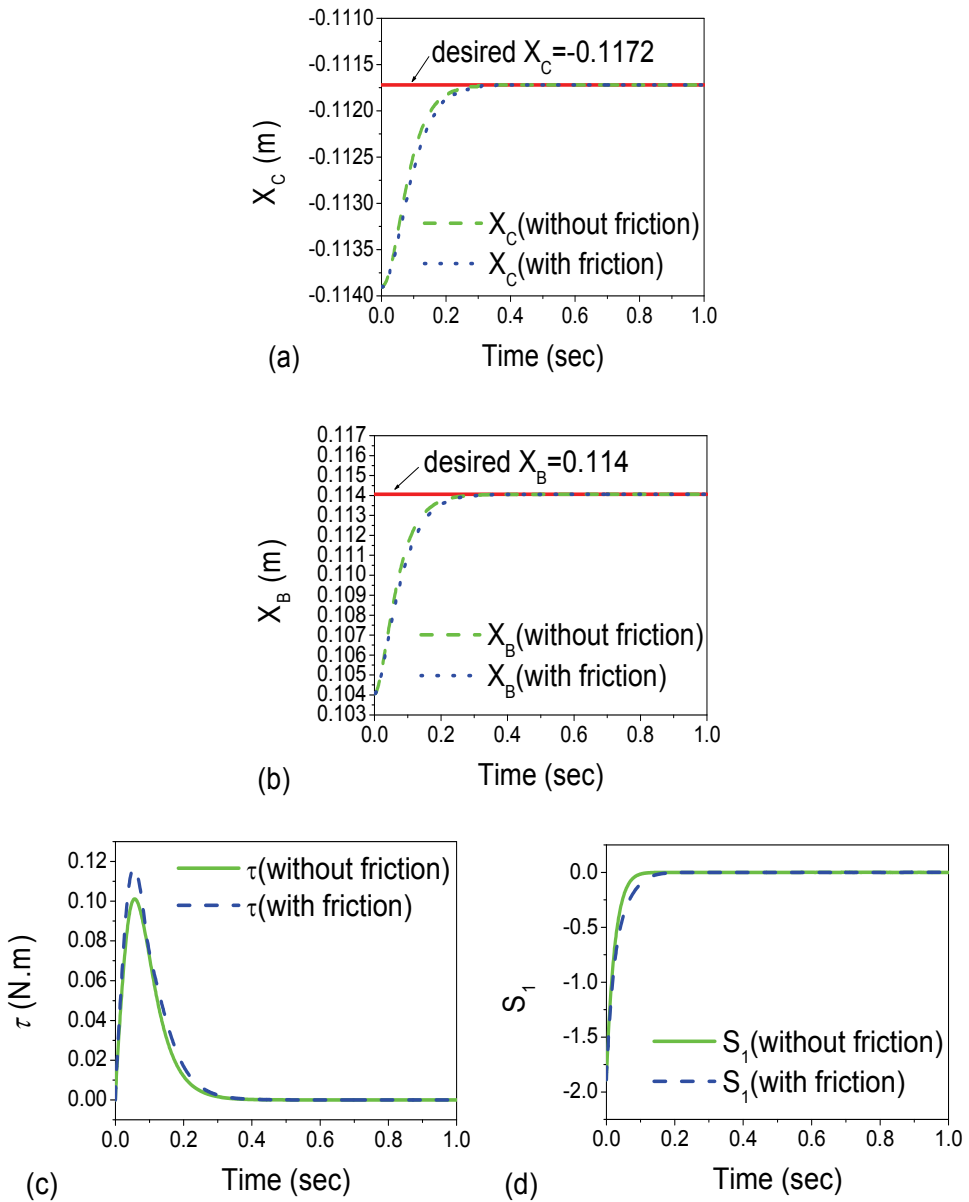 -0.1110
-0.1115
-0.1120
-0.1125
-0.1130
-0.1135
-0.1140
X_C (m)
desired X_C=-0.1172
X_C(without friction)
X_C(with friction)
0.0 0.2 0.4 0.6 0.8 1.0
Time (sec)
(a)
0.117
0.116
0.115
0.114
0.113
0.112
0.111
0.110
0.109
0.108
0.107
0.106
0.105
0.104
0.103
X_B (m)
desired X_B=0.114
X_B(without friction)
X_B(with friction)
0.0 0.2 0.4 0.6 0.8 1.0
Time (sec)
(b)
0.12
0.10
0.08
0.06
0.04
0.02
0.00
τ (N.m)
τ(without friction)
τ(with friction)
0.0 0.2 0.4 0.6 0.8 1.0
Time (sec)
(c)
0.0
-0.5
-1.0
-1.5
-2.0
S_1
S_1(without friction)
S_1(with friction)
0.0 0.2 0.4 0.6 0.8 1.0
Time (sec)
(d)